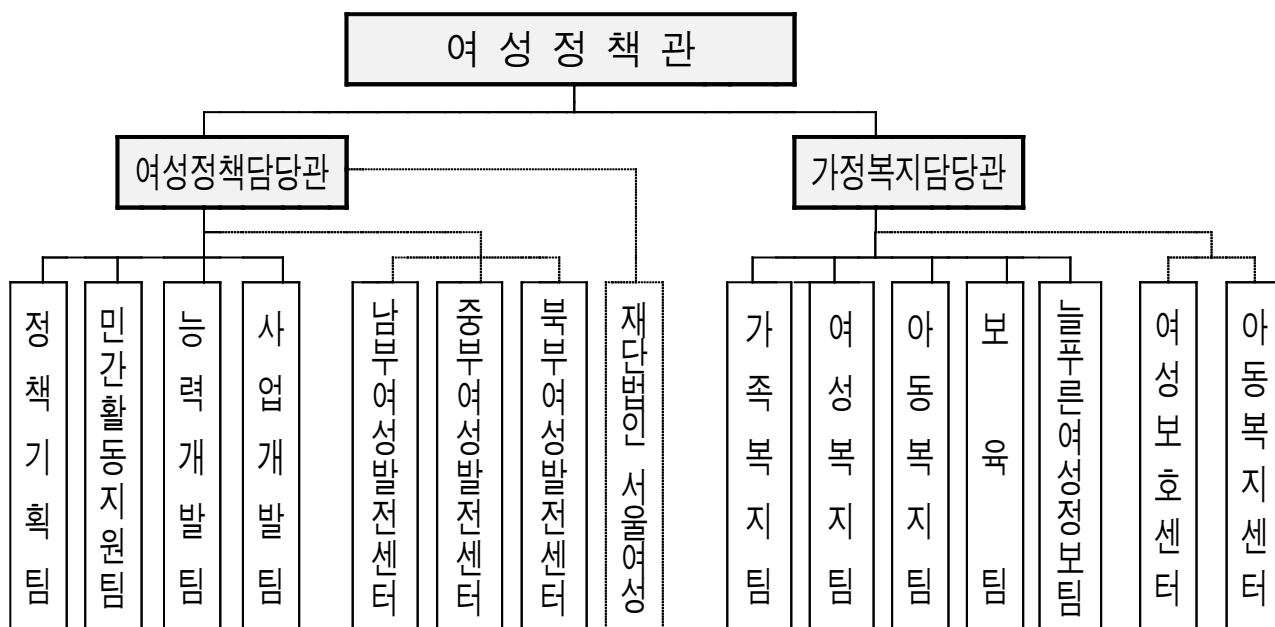 여 성 정 책 관
여성정책담당관
가정복지담당관
정책기획팀
민간활동지원팀
능력개발팀
사업개발팀
남부여성발전센터
중부여성발전센터
북부여성발전센터
재단법인 서울여성
가족복지팀
여성복지팀
아동복지팀
보육팀
늘푸른여성정보팀
여성보호센터
아동복지센터